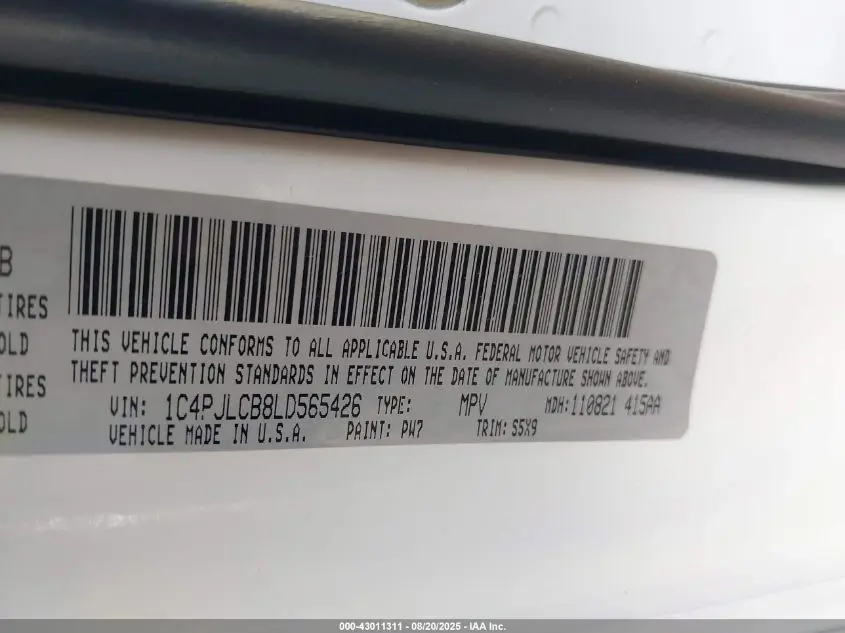 B
TIRES
OLD
TIRES
OLD
THIS VEHICLE CONFORMS TO ALL APPLICABLE U.S.A. FEDERAL MOTOR VEHICLE SAFETY AND
THEFT PREVENTION STANDARDS IN EFFECT ON THE DATE OF MANUFACTURE SHOWN ABOVE.
VIN: 1C4PJLCB8LD565426 TYPE: MPV MDH:110821 415AA
VEHICLE MADE IN U.S.A. PAINT: PW7 TRIM: S5X9
000-43011311 - 08/20/2025 - IAA Inc.